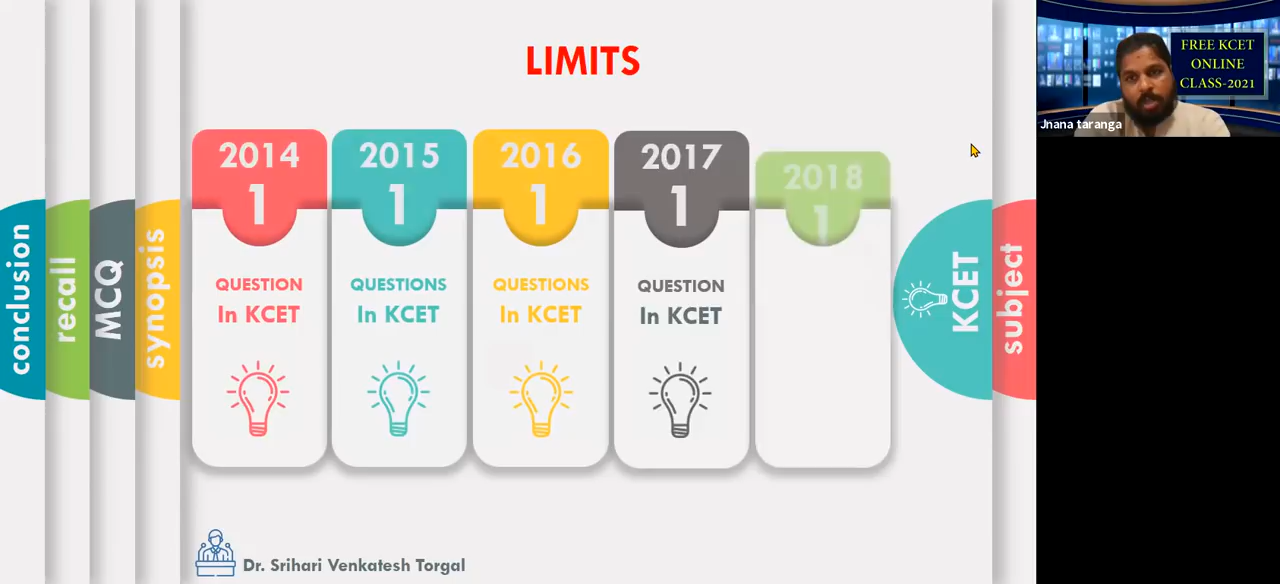 LIMITS
2014
1
QUESTION
In KCET
2015
1
QUESTIONS
In KCET
2016
1
QUESTIONS
In KCET
2017
1
QUESTION
In KCET
2018
1
conclusion
recall
MCQ
synopsis
KCET
subject
Dr. Srihari Venkatesh Torgal
FREE KCET
ONLINE
CLASS-2021
Jnana taranga